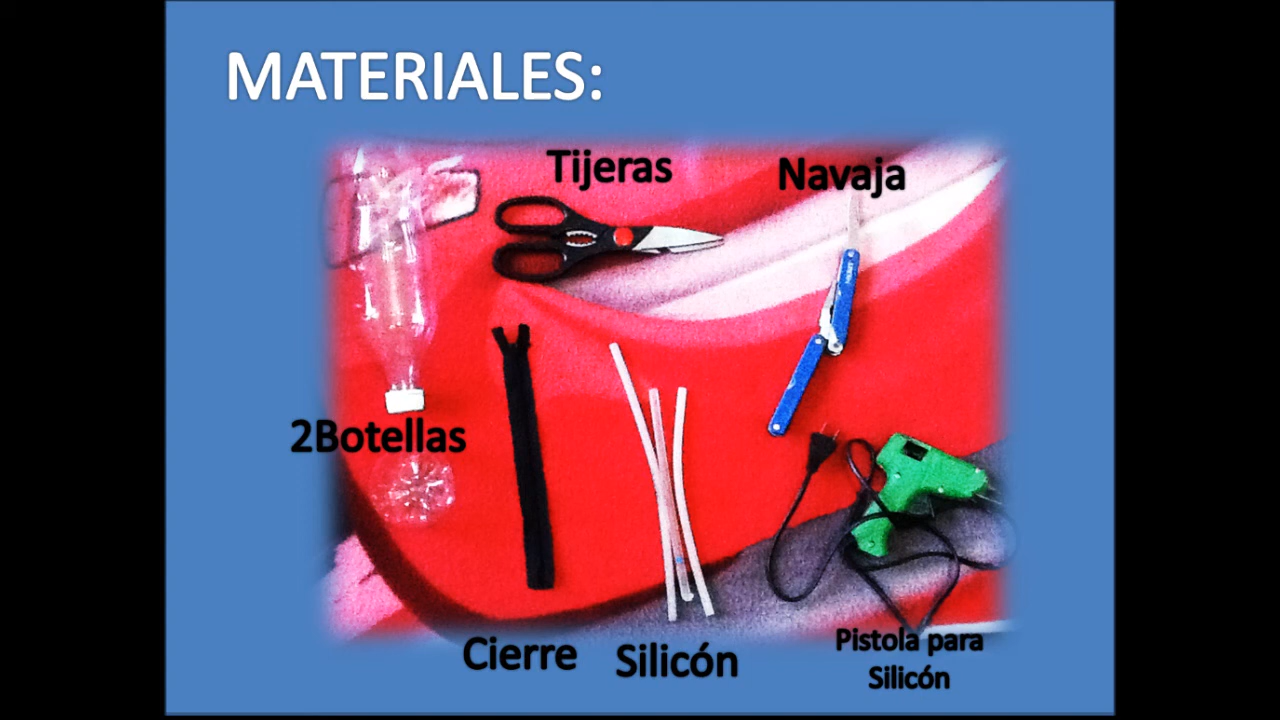 MATERIALES:
Tijeras
Navaja
2Botellas
Cierre
Silicón
Pistola para
Silicón